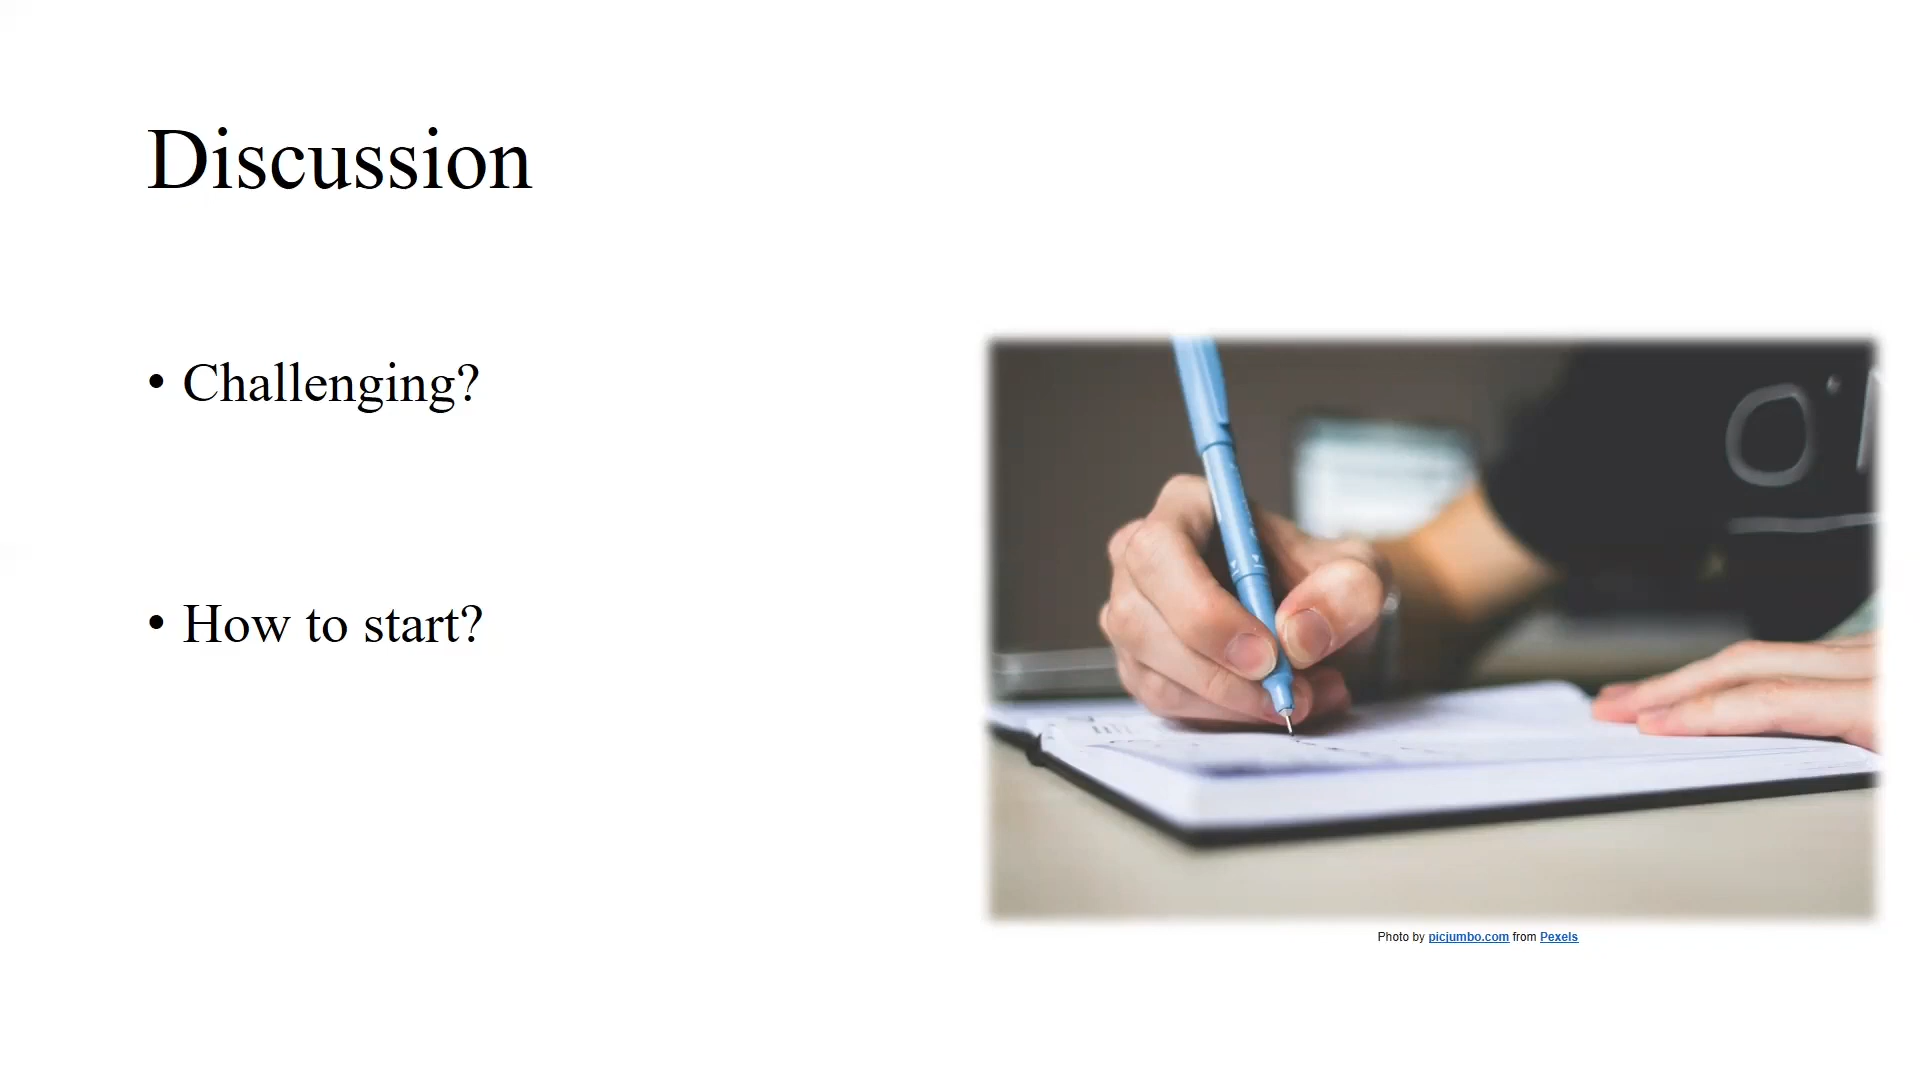 Discussion
• Challenging?
• How to start?
Photo by picjumbo.com from Pexels